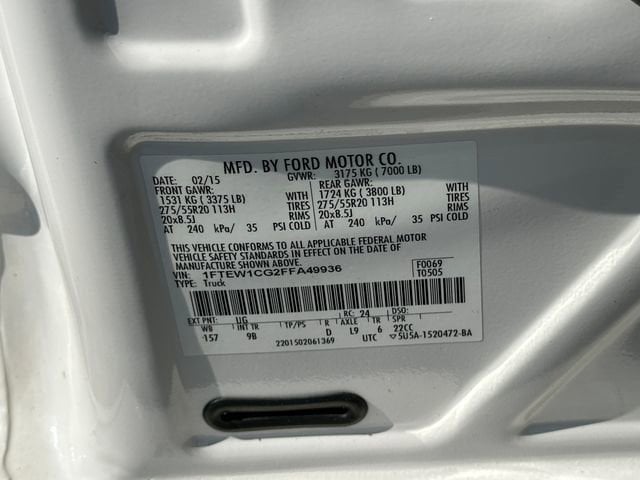 MFD. BY FORD MOTOR CO.
DATE: 02/15 GVWR: 3175 KG ( 7000 LB)
FRONT GAWR: REAR GAWR:
1531 KG ( 3375 LB) WITH 1724 KG ( 3800 LB) WITH
275/55R20 113H TIRES 275/55R20 113H TIRES
20x8.5J RIMS 20x8.5J RIMS
AT 240 kPa/ 35 PSI COLD AT 240 kPa/ 35 PSI COLD
THIS VEHICLE CONFORMS TO ALL APPLICABLE FEDERAL MOTOR
VEHICLE SAFETY STANDARDS IN EFFECT ON THE DATE OF
MANUFACTURE SHOWN ABOVE.
VIN: 1FTEW1CG2FFA49936 F0069
TYPE: Truck T0505
EXT PNT: UG RC: 24 DSO:
WB INT TR TP/PS R AXLE TR SPR
157 9B D L9 6 22CC
2201502061369 UTC 5U5A-1520472-BA